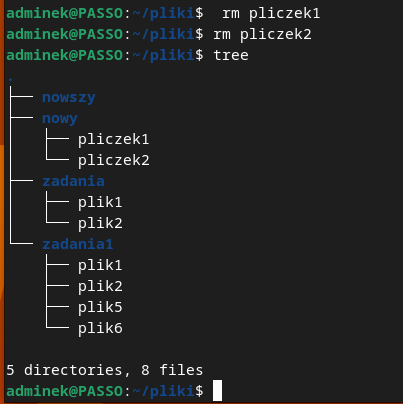 adminek@PASSO:~/pliki$  rm pliczek1
adminek@PASSO:~/pliki$ rm pliczek2
adminek@PASSO:~/pliki$ tree
.
├── nowszy
├── nowy
│   ├── pliczek1
│   └── pliczek2
├── zadania
│   ├── plik1
│   └── plik2
└── zadania1
    ├── plik1
    ├── plik2
    ├── plik5
    └── plik6

5 directories, 8 files
adminek@PASSO:~/pliki$